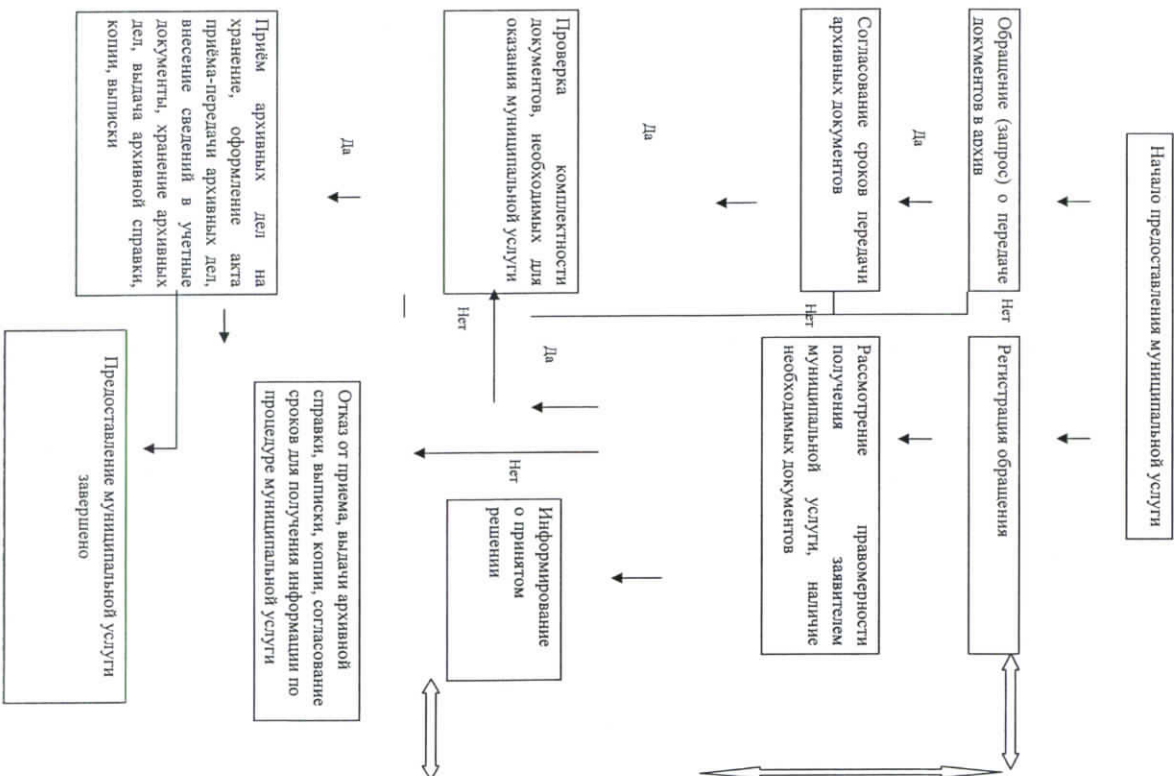 Начало предоставления муниципальной услуги
Обращение (запрос) о передаче
документов в архив
Нет
Регистрация обращения
Да
Согласование сроков передачи
архивных документов
Нет
Рассмотрение правомерности
получения заявителем
муниципальной услуги, наличие
необходимых документов
Да
Проверка комплектности
документов, необходимых для
оказания муниципальной услуги
Нет
Да
Нет
Информирование
о принятом
решении
Да
Приём архивных дел на
хранение, оформление акта
приёма-передачи архивных дел,
внесение сведений в учетные
документы, хранение архивных
дел, выдача архивной справки,
копии, выписки
Отказ от приема, выдачи архивной
справки, выписки, копии, согласование
сроков для получения информации по
процедуре муниципальной услуги
Предоставление муниципальной услуги
завершено